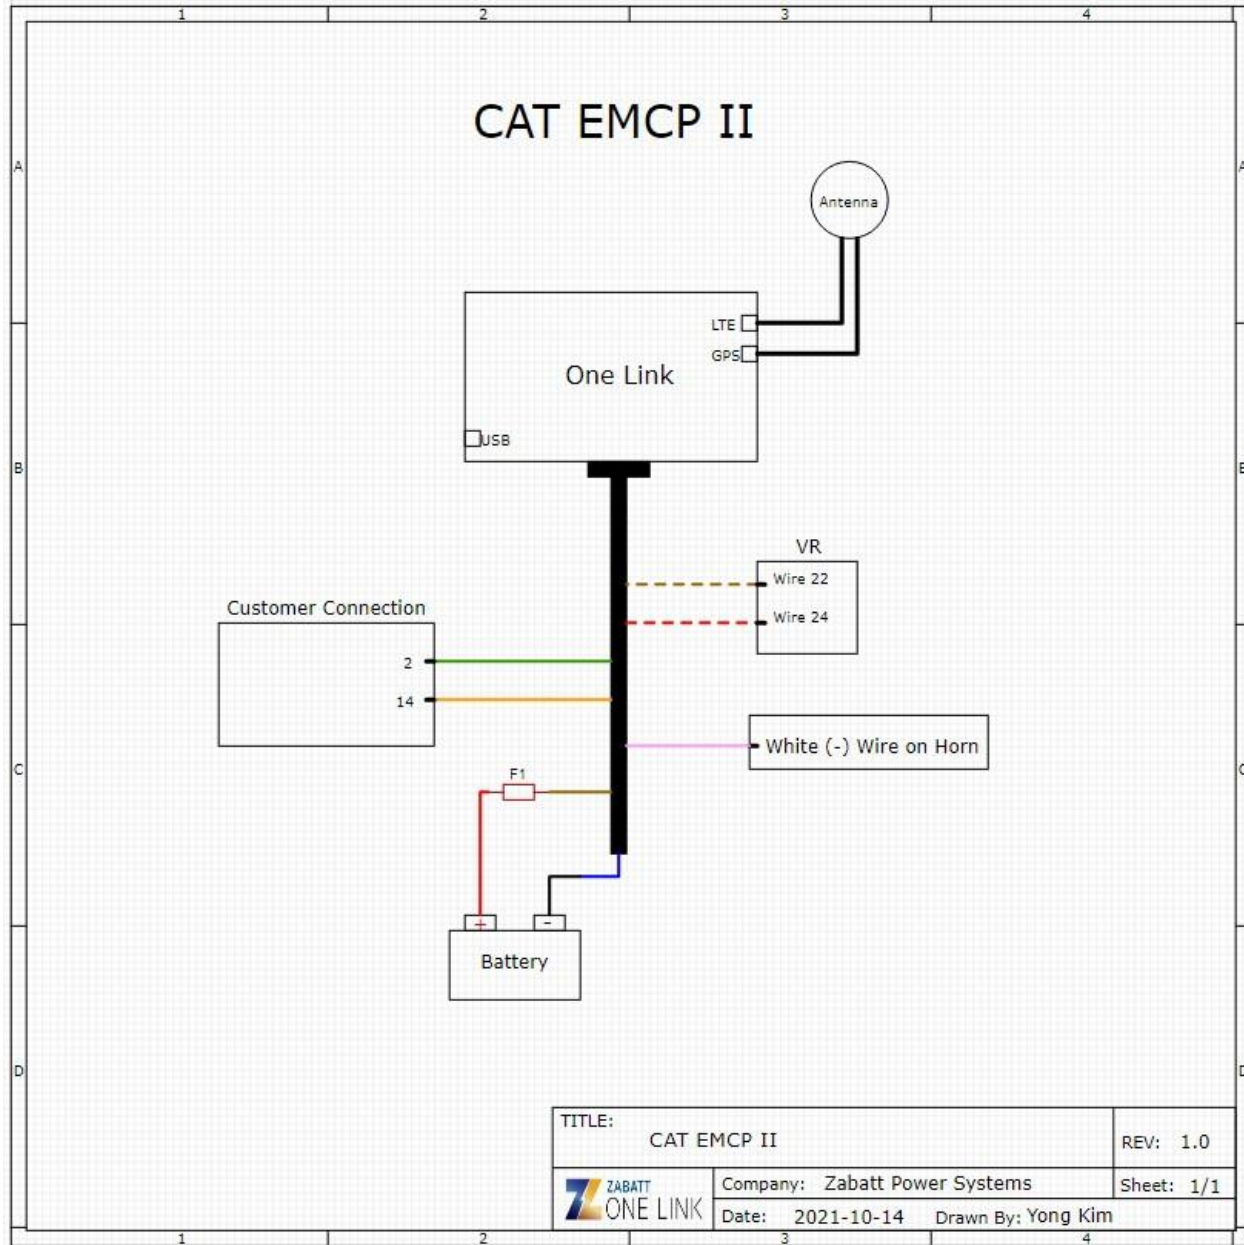 1 2 3 4
CAT EMCP II
A A
Antenna
LTE
GPS
One Link
USB
B B
VR
Wire 22
Wire 24
Customer Connection
2
14
White (-) Wire on Horn
C C
F1
+ -
Battery
D D
TITLE:
CAT EMCP II
REV: 1.0
ZABATT
ONE LINK
Company: Zabatt Power Systems
Sheet: 1/1
Date: 2021-10-14 Drawn By: Yong Kim
1 2 3 4